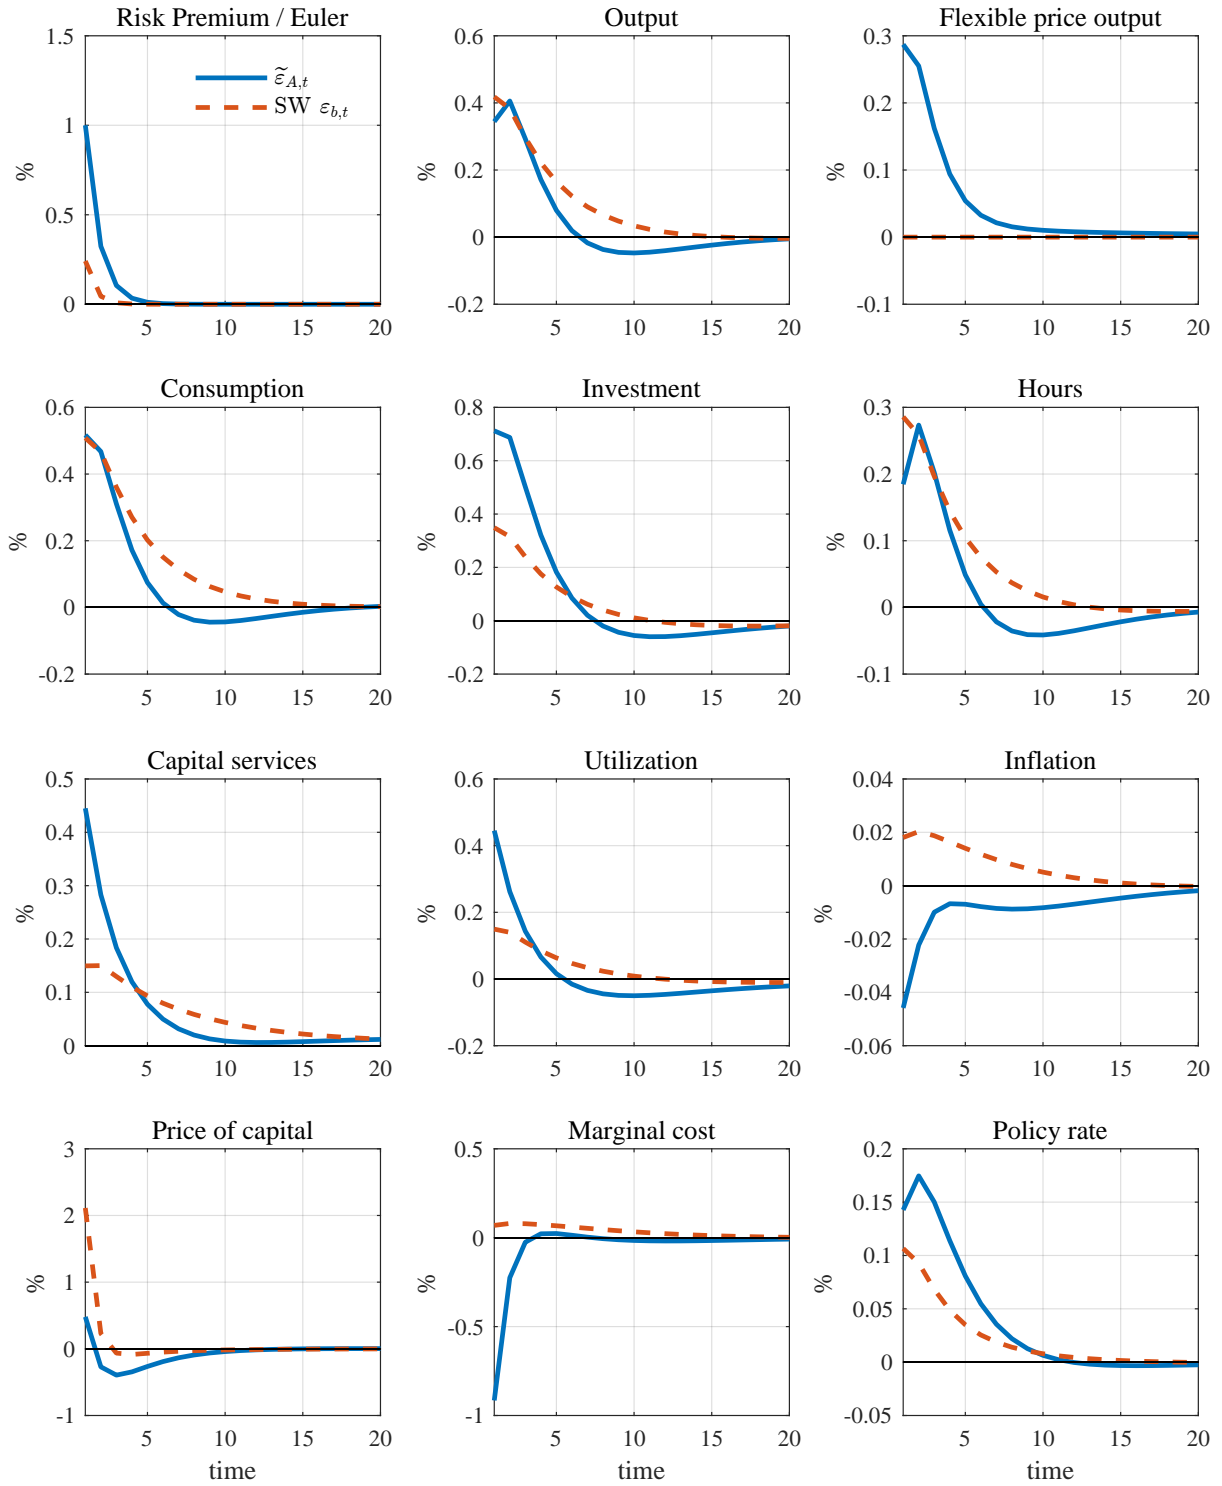 Risk Premium / Euler
1.5
1
0.5
0
%
5 10 15 20
ε̃A,t
SW εb,t
Output
0.6
0.4
0.2
0
-0.2
%
5 10 15 20
Flexible price output
0.3
0.2
0.1
0
-0.1
%
5 10 15 20
Consumption
0.6
0.4
0.2
0
-0.2
%
5 10 15 20
Investment
0.8
0.6
0.4
0.2
0
-0.2
%
5 10 15 20
Hours
0.3
0.2
0.1
0
-0.1
%
5 10 15 20
Capital services
0.5
0.4
0.3
0.2
0.1
0
%
5 10 15 20
Utilization
0.6
0.4
0.2
0
-0.2
%
5 10 15 20
Inflation
0.04
0.02
0
-0.02
-0.04
-0.06
%
5 10 15 20
Price of capital
3
2
1
0
-1
%
5 10 15 20
time
Marginal cost
0.5
0
-0.5
-1
%
5 10 15 20
time
Policy rate
0.2
0.15
0.1
0.05
0
-0.05
%
5 10 15 20
time